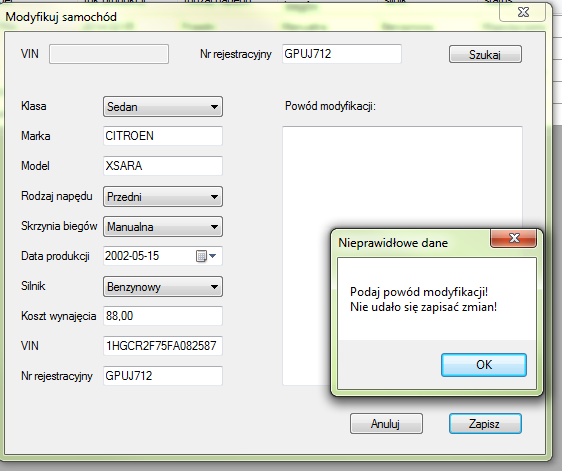 Modyfikuj samochód
VIN
Nr rejestracyjny GPUJ712 Szukaj
Klasa Sedan
Powód modyfikacji:
Marka CITROEN
Model XSARA
Rodzaj napędu Przedni
Skrzynia biegów Manualna
Data produkcji 2002-05-15
Silnik Benzynowy
Koszt wynajęcia 88,00
VIN 1HGCR2F75FA082587
Nr rejestracyjny GPUJ712
Nieprawidłowe dane
Podaj powód modyfikacji!
Nie udało się zapisać zmian!
OK
Anuluj Zapisz